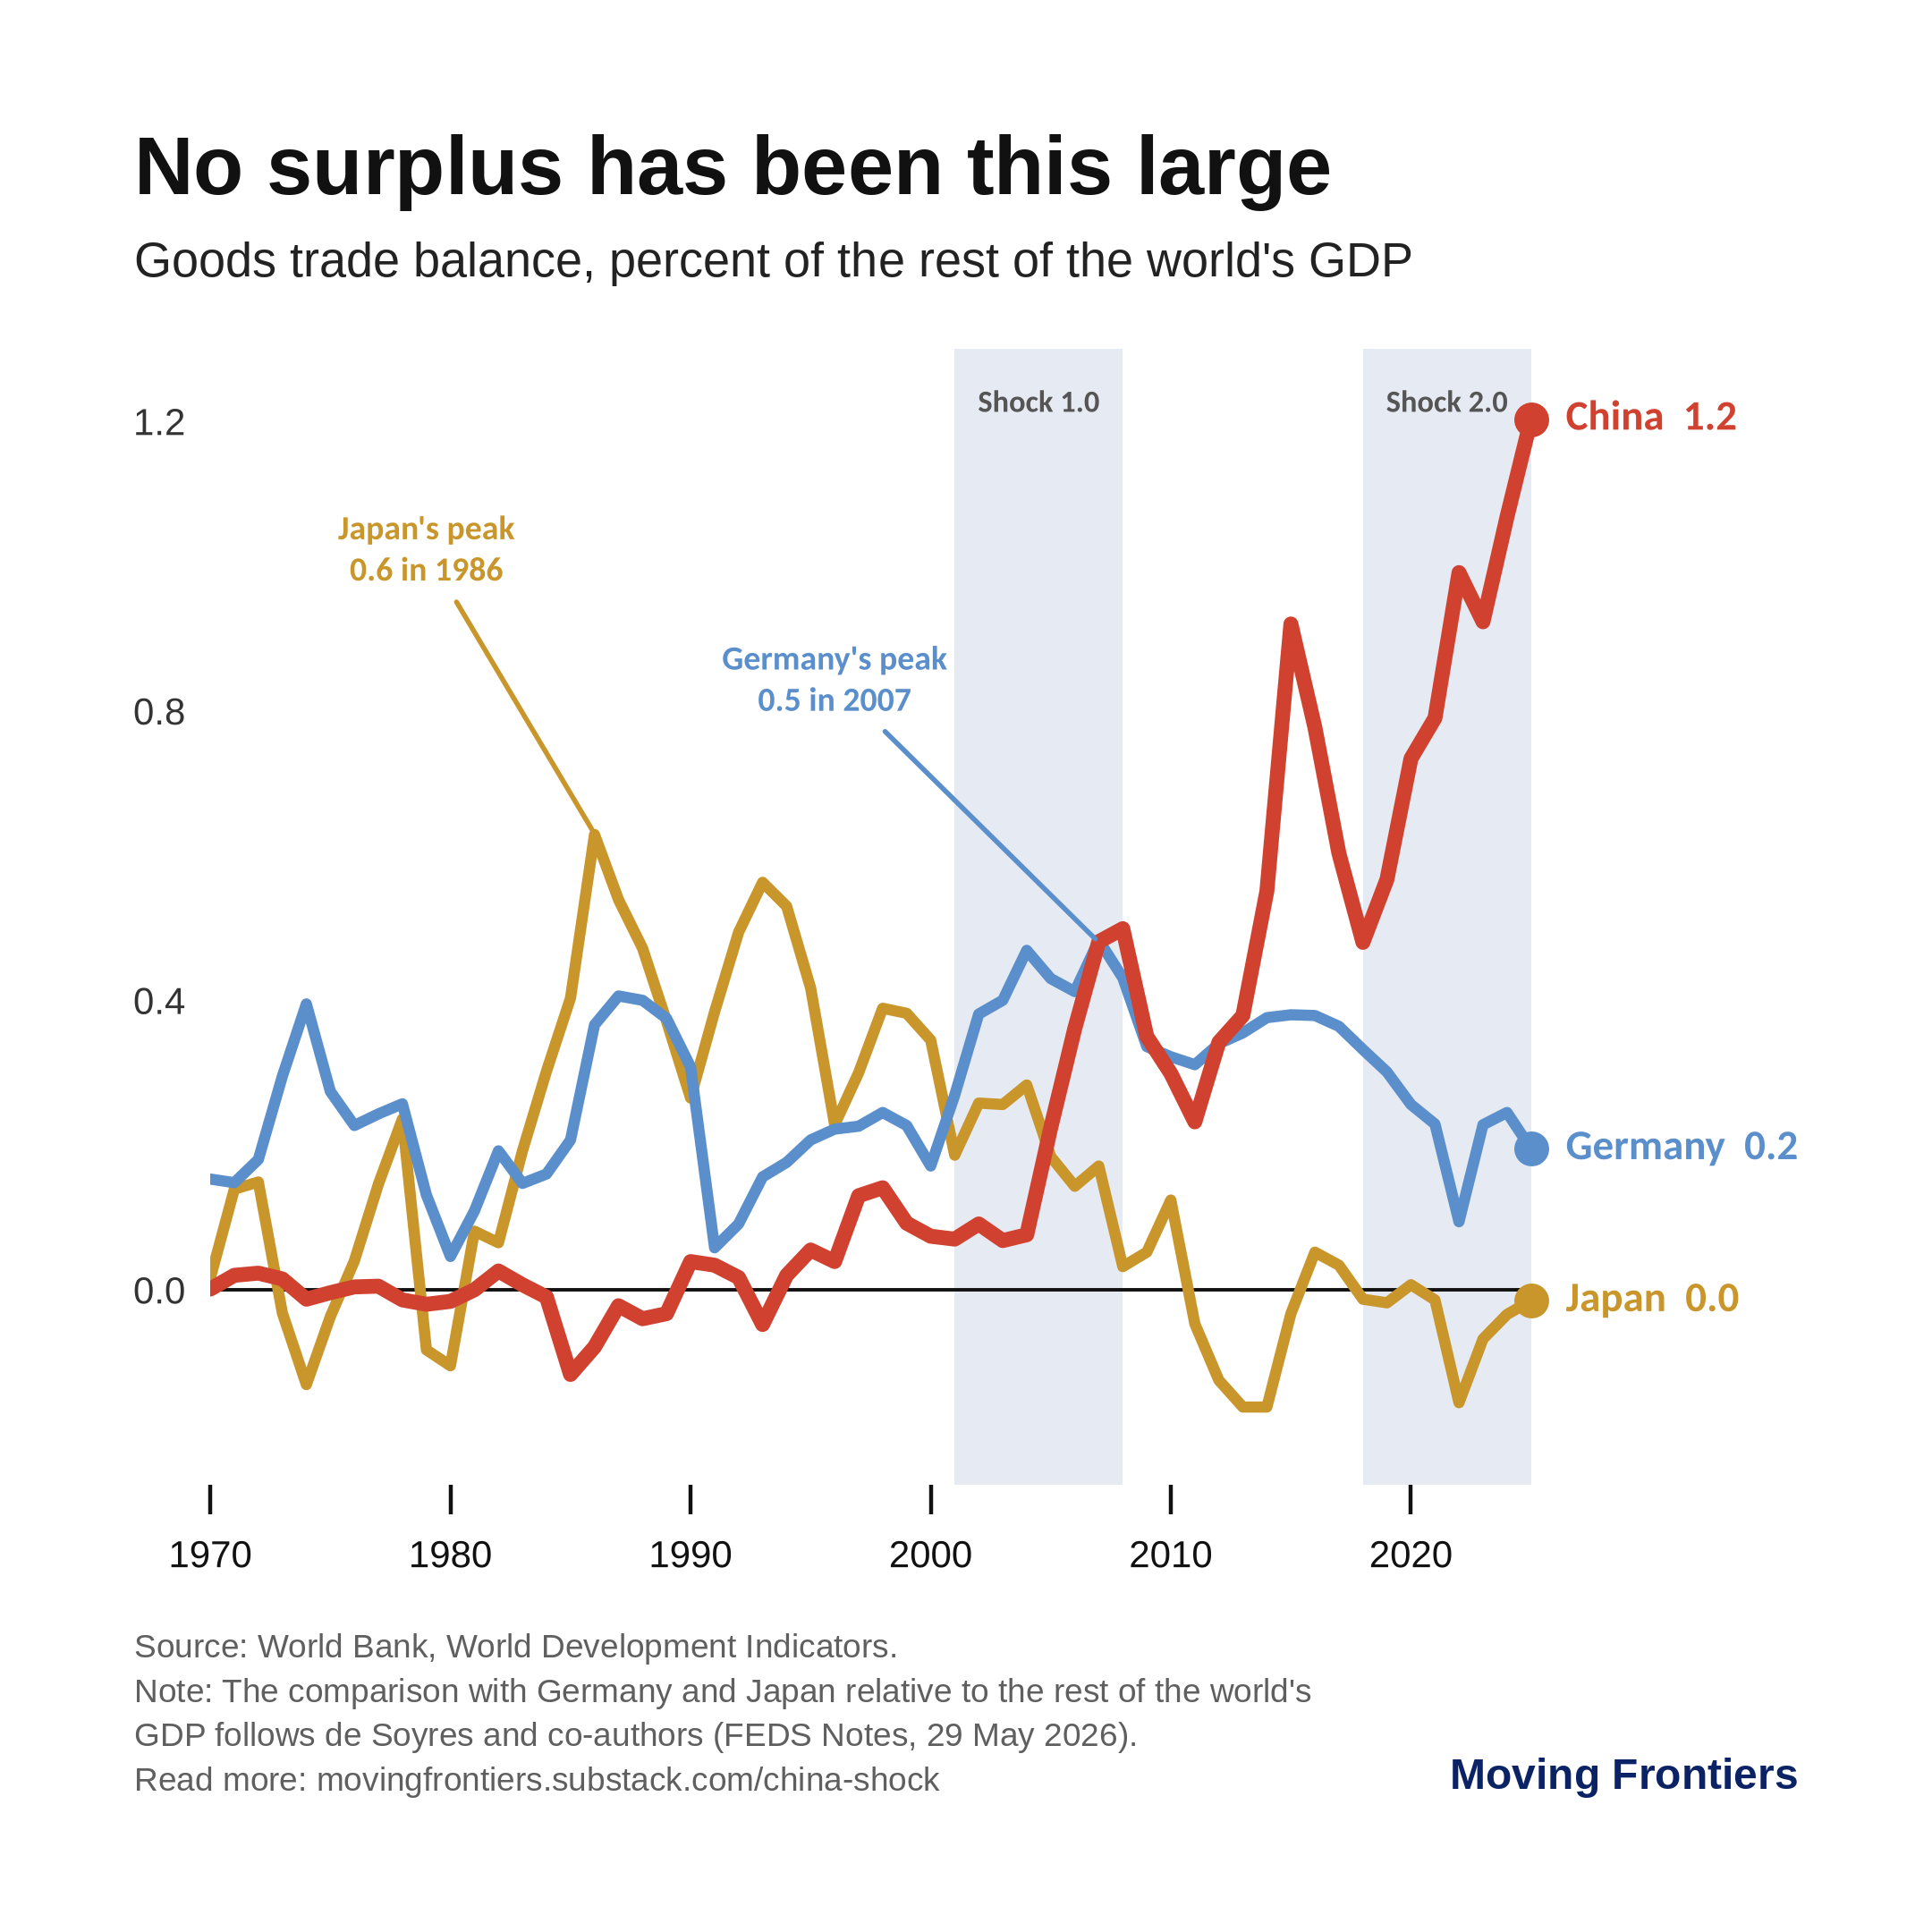 No surplus has been this large
Goods trade balance, percent of the rest of the world's GDP
Shock 1.0
Shock 2.0
1.2
China 1.2
Japan's peak
0.6 in 1986
Germany's peak
0.5 in 2007
0.8
0.4
Germany 0.2
0.0
Japan 0.0
1970
1980
1990
2000
2010
2020
Source: World Bank, World Development Indicators.
Note: The comparison with Germany and Japan relative to the rest of the world's
GDP follows de Soyres and co-authors (FEDS Notes, 29 May 2026).
Read more: movingfrontiers.substack.com/china-shock
Moving Frontiers